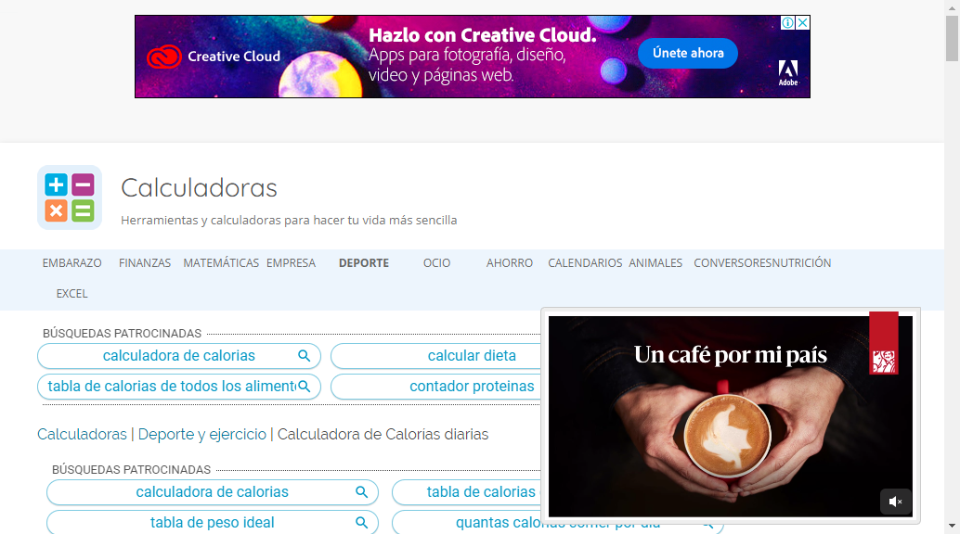 Creative Cloud
Hazlo con Creative Cloud.
Apps para fotografía, diseño,
video y páginas web.
Únete ahora
Adobe
Calculadoras
Herramientas y calculadoras para hacer tu vida más sencilla
EMBARAZO FINANZAS MATEMÁTICAS EMPRESA DEPORTE OCIO AHORRO CALENDARIOS ANIMALES CONVERSORES NUTRICIÓN
EXCEL
BÚSQUEDAS PATROCINADAS
calculadora de calorias calcular dieta
tabla de calorias de todos los aliment contador proteinas
Un café por mi país
Calculadoras | Deporte y ejercicio | Calculadora de Calorías diarias
BÚSQUEDAS PATROCINADAS
calculadora de calorias tabla de calorias
tabla de peso ideal quantas calorias comer por dia